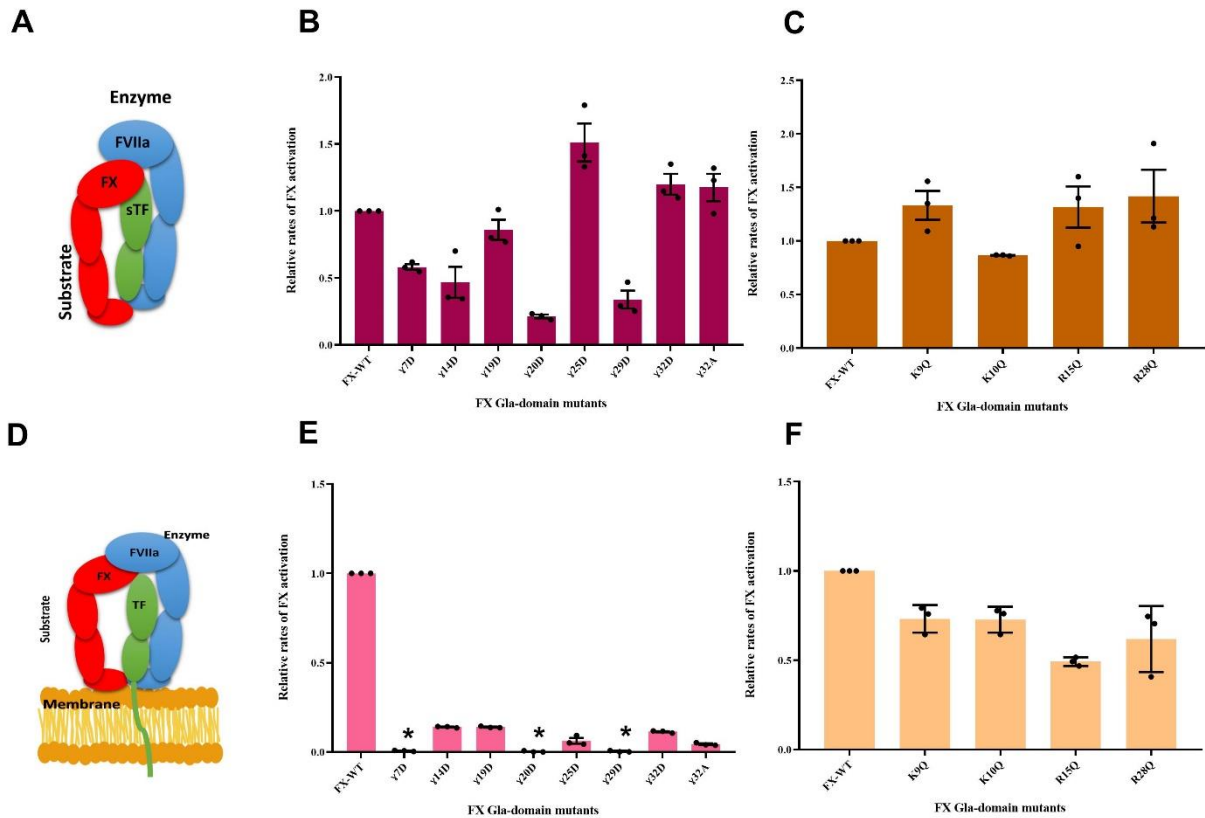 A
Enzyme
FVIIa
FX
sTF
Substrate
B
Relative rates of FX activation
2.0
1.5
1.0
0.5
0.0
FX-WT
γ7D
γ14D
γ19D
γ20D
γ25D
γ29D
γ32D
γ32A
FX Gla-domain mutants
C
Relative rates of FX activation
2.5
2.0
1.5
1.0
0.5
0.0
FX-WT
K9Q
K10Q
R15Q
R28Q
FX Gla-domain mutants
D
Enzyme
FVIIa
FX
TF
Substrate
Membrane
E
Relative rates of FX activation
1.5
1.0
0.5
0.0
* * *
FX-WT
γ7D
γ14D
γ19D
γ20D
γ25D
γ29D
γ32D
γ32A
FX Gla-domain mutants
F
Relative rates of FX activation
1.5
1.0
0.5
0.0
FX-WT
K9Q
K10Q
R15Q
R28Q
FX Gla-domain mutants